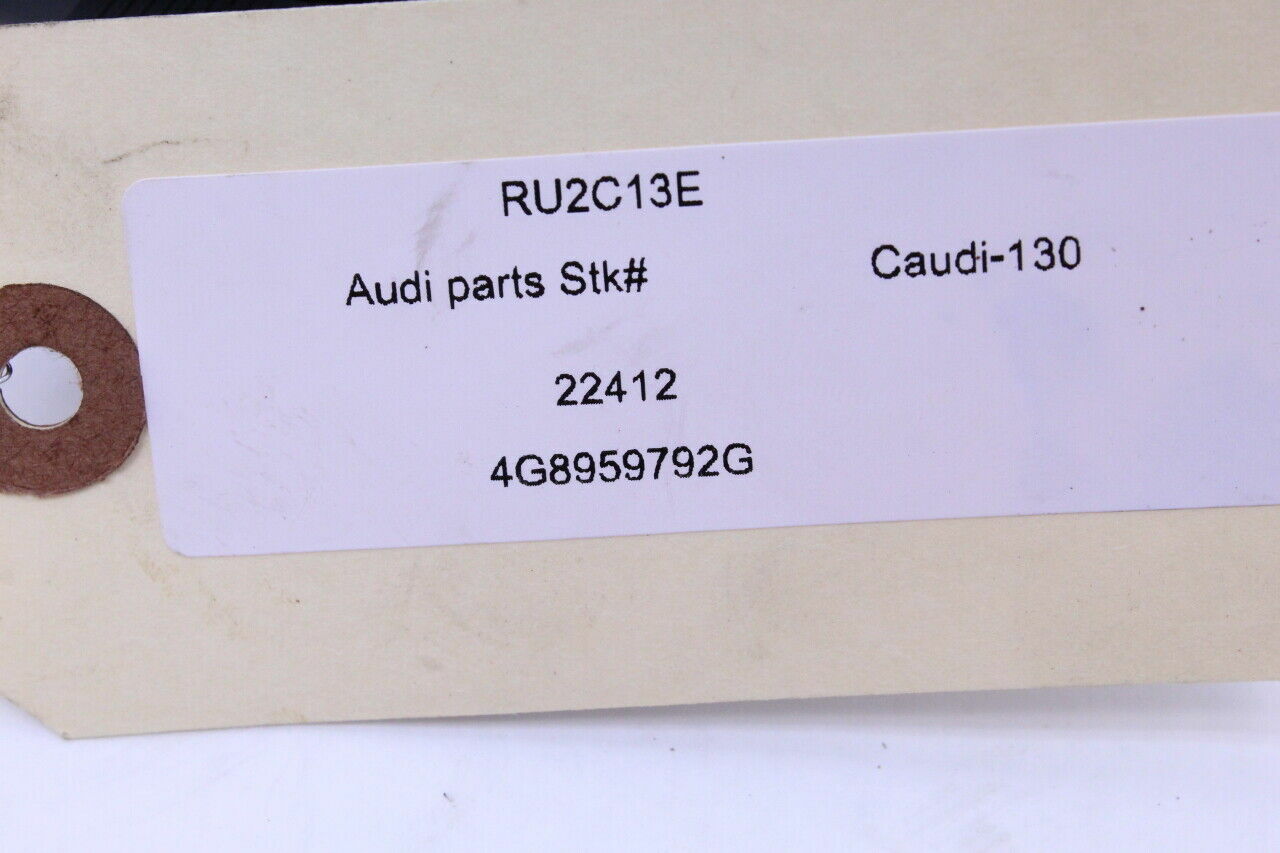 RU2C13E
Audi parts Stk# Caudi-130
22412
4G8959792G